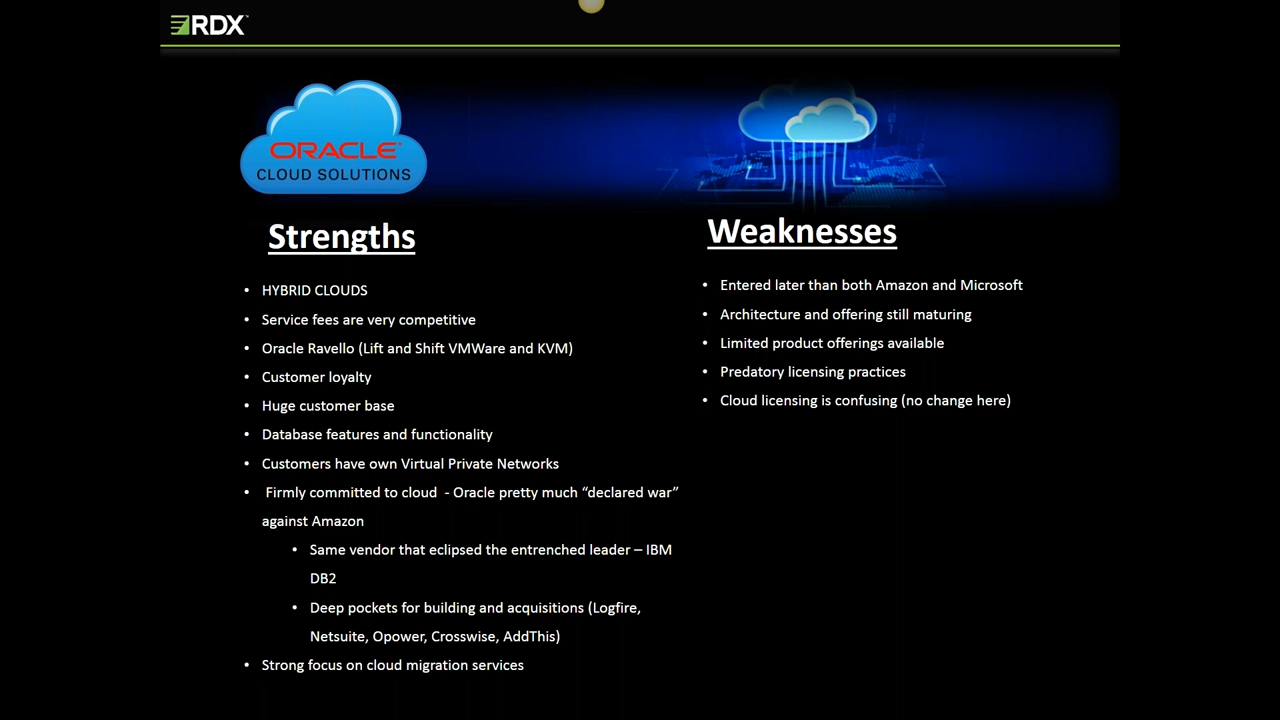 RDX
ORACLE
CLOUD SOLUTIONS
Strengths
• HYBRID CLOUDS
• Service fees are very competitive
• Oracle Ravello (Lift and Shift VMWare and KVM)
• Customer loyalty
• Huge customer base
• Database features and functionality
• Customers have own Virtual Private Networks
• Firmly committed to cloud - Oracle pretty much “declared war”
against Amazon
• Same vendor that eclipsed the entrenched leader – IBM
DB2
• Deep pockets for building and acquisitions (Logfire,
Netsuite, Opower, Crosswise, AddThis)
• Strong focus on cloud migration services
Weaknesses
• Entered later than both Amazon and Microsoft
• Architecture and offering still maturing
• Limited product offerings available
• Predatory licensing practices
• Cloud licensing is confusing (no change here)